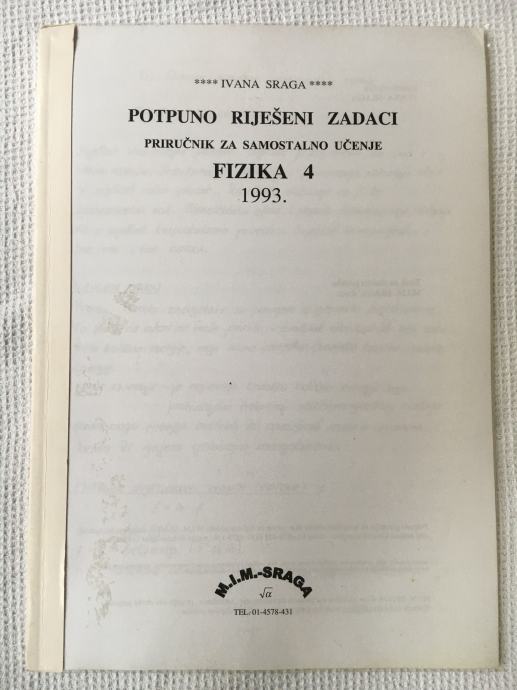 **** IVANA SRAGA ****
POTPUNO RIJEŠENI ZADACI
PRIRUČNIK ZA SAMOSTALNO UČENJE
FIZIKA 4
1993.
M.I.M.-SRAGA
√α
TEL.: 01-4578-431